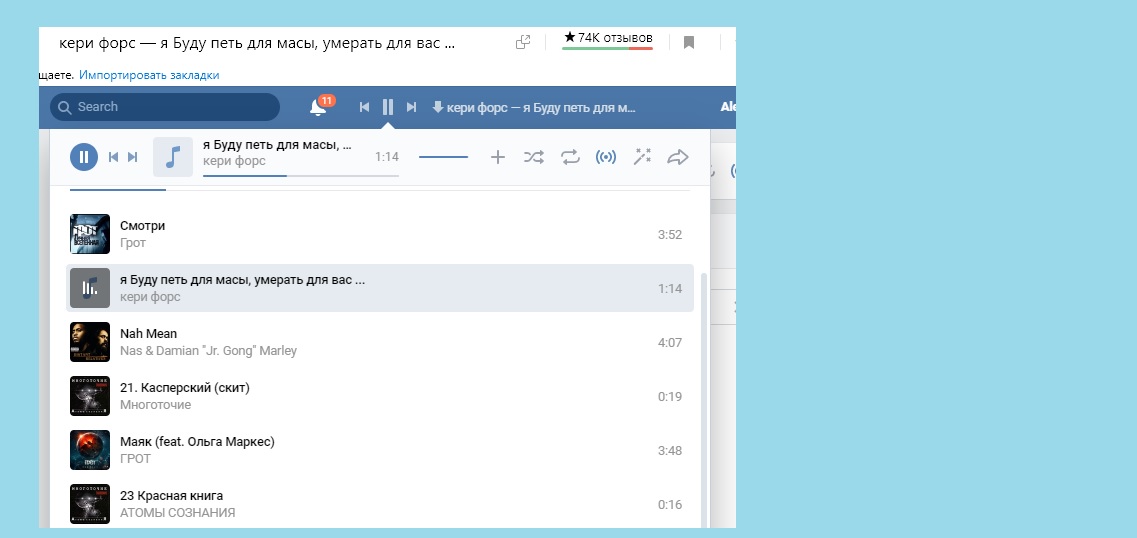 кери форс — я Буду петь для масы, умерать для вас ...
★74K отзывов
щаете. Импортировать закладки
Search
11
кери форс — я Буду петь для м...
Ale
я Буду петь для масы, ...
кери форс
1:14
Смотри
3:52
Грот
я Буду петь для масы, умерать для вас ...
1:14
кери форс
Nah Mean
4:07
Nas & Damian "Jr. Gong" Marley
21. Касперский (скит)
0:19
Многоточие
Маяк (feat. Ольга Маркес)
3:48
ГРОТ
23 Красная книга
0:16
АТОМЫ СОЗНАНИЯ